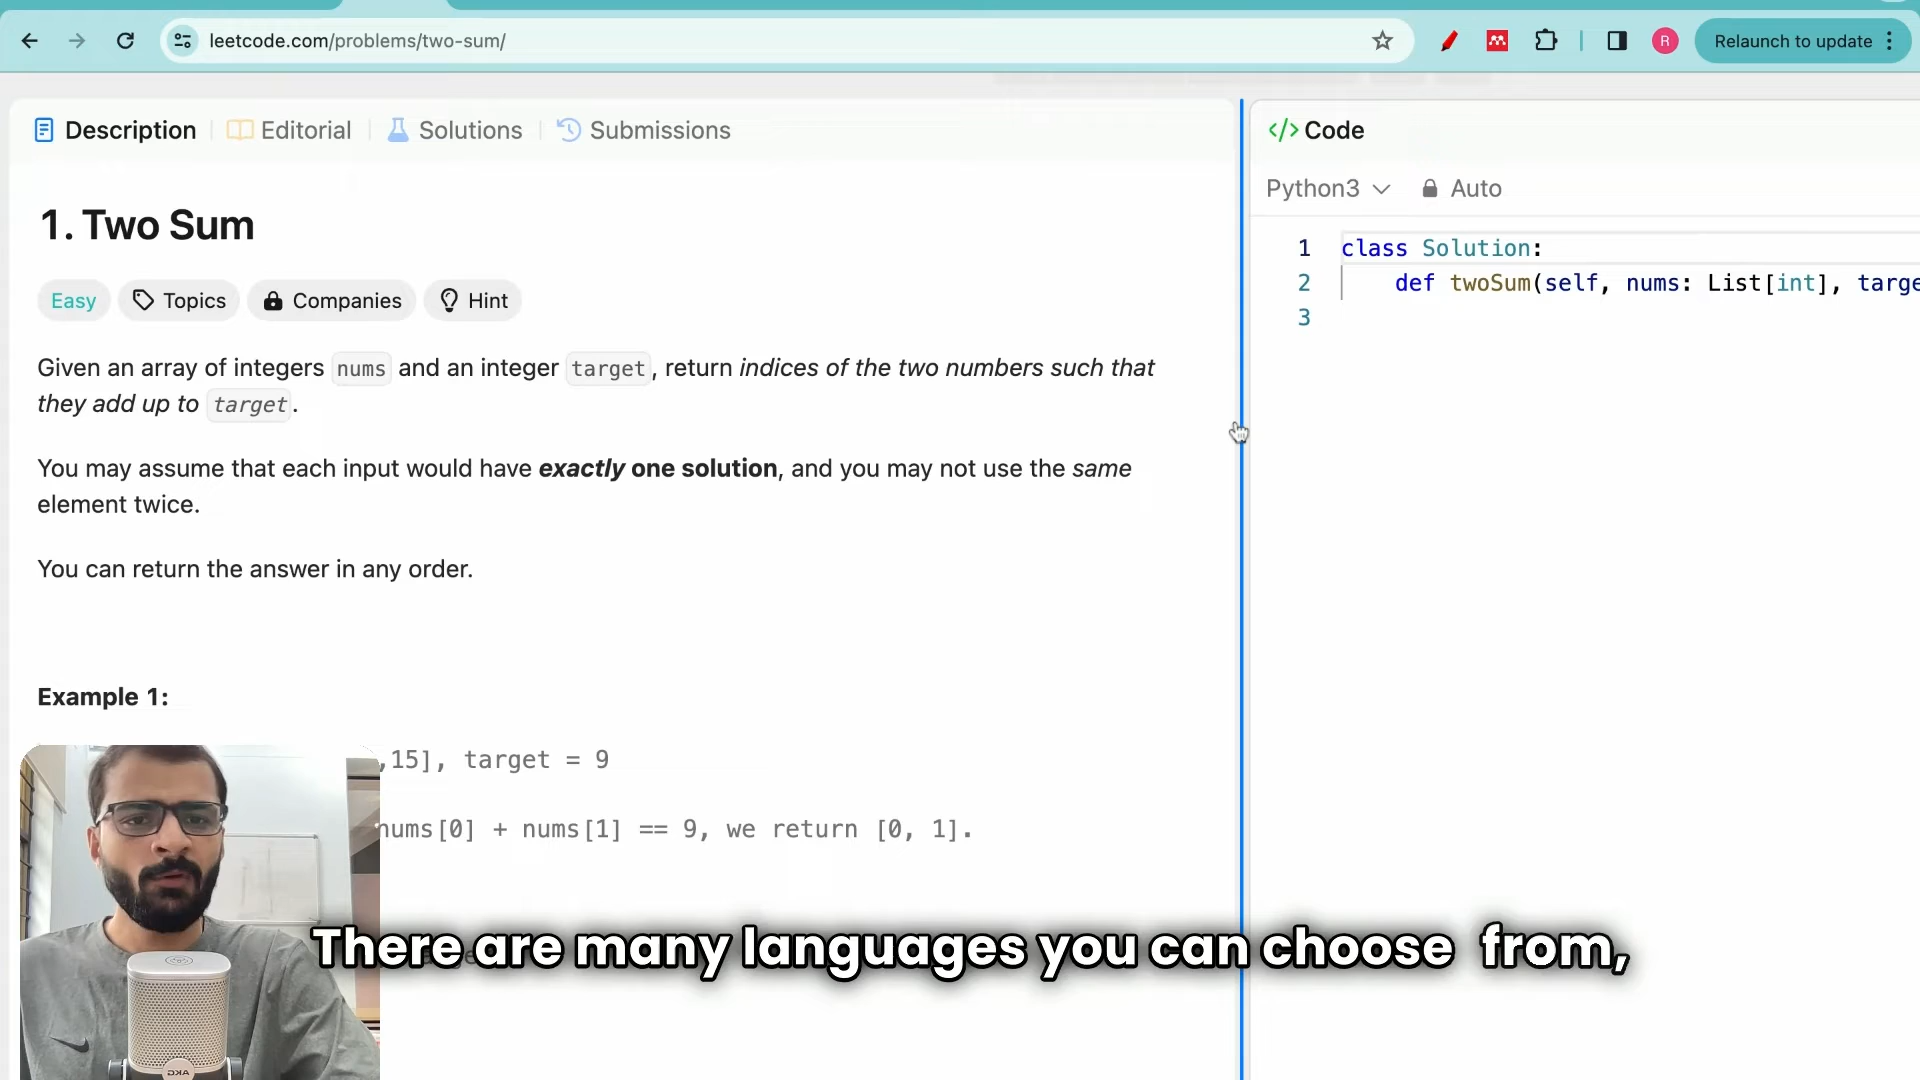 leetcode.com/problems/two-sum/
R
Relaunch to update
Description
Editorial
Solutions
Submissions
</> Code
Python3
Auto
1. Two Sum
Easy
Topics
Companies
Hint
Given an array of integers nums and an integer target, return indices of the two numbers such that
they add up to target.
You may assume that each input would have exactly one solution, and you may not use the same
element twice.
You can return the answer in any order.
Example 1:
,15], target = 9
nums[0] + nums[1] == 9, we return [0, 1].
1 class Solution:
2 def twoSum(self, nums: List[int], targe
3
There are many languages you can choose from,
AKG